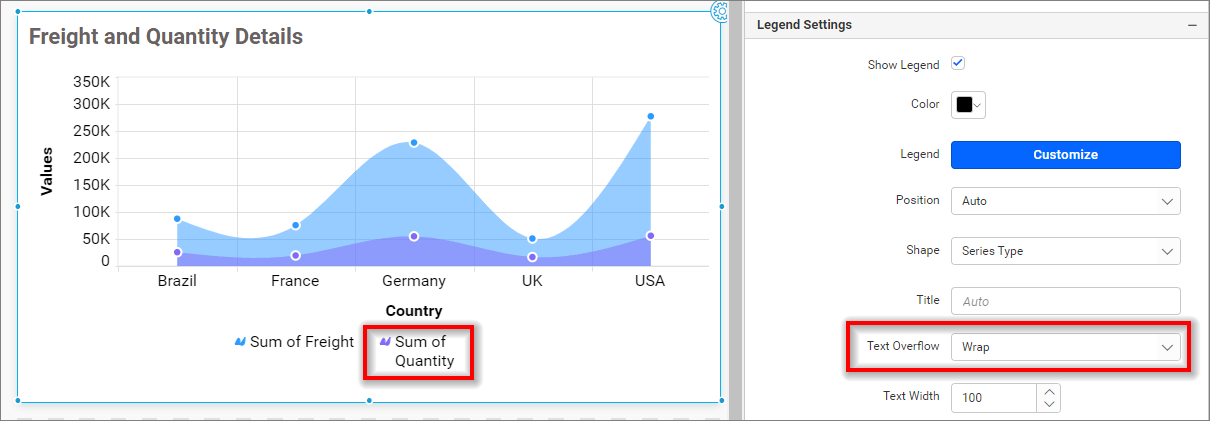 Freight and Quantity Details
350K
300K
250K
200K
150K
100K
50K
0
Values
Brazil
France
Germany
UK
USA
Country
Sum of Freight
Sum of
Quantity
Legend Settings
Show Legend
Color
Legend
Customize
Position
Auto
Shape
Series Type
Title
Auto
Text Overflow
Wrap
Text Width
100